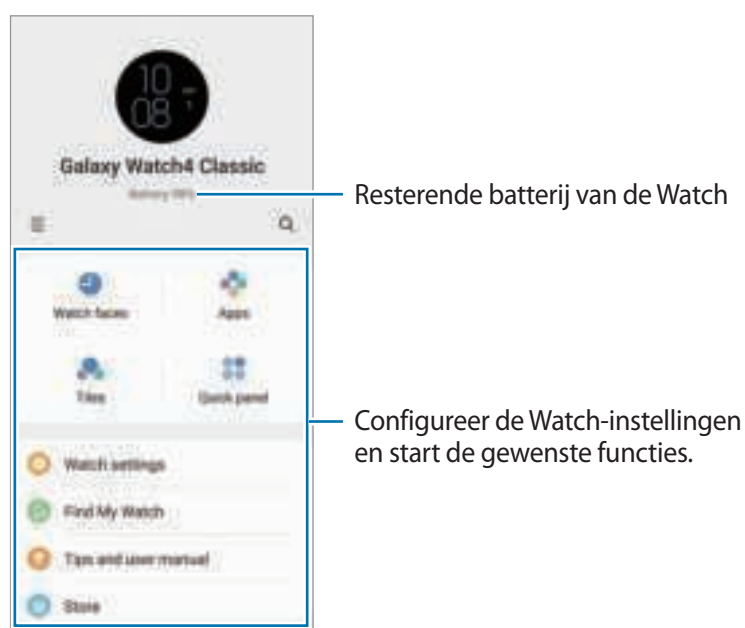 10
08
Galaxy Watch4 Classic
Battery
Resterende batterij van de Watch
Watch faces
Apps
Tiles
Quick panel
Configureer de Watch-instellingen
en start de gewenste functies.
Watch settings
Find My Watch
Tips and user manual
Store